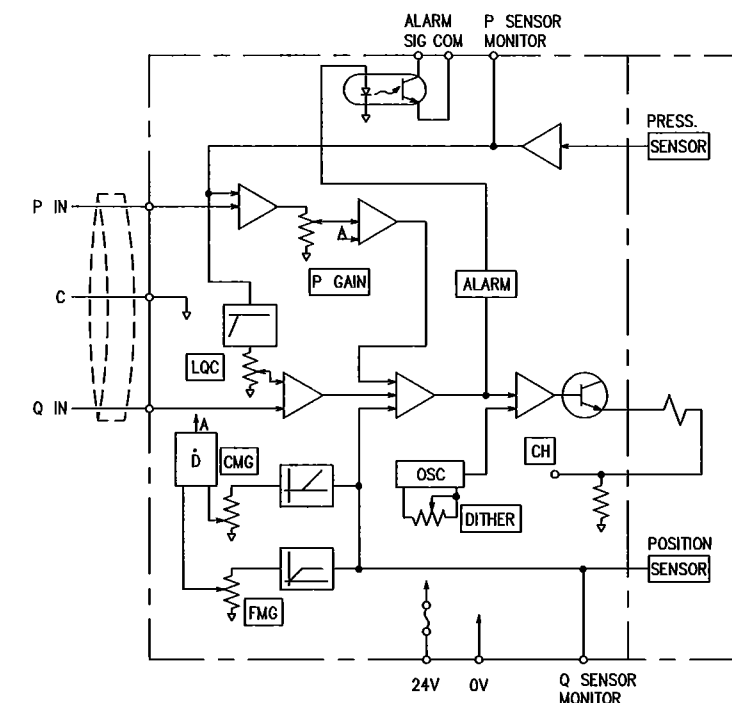 ALARM
SIG COM
P SENSOR
MONITOR
PRESS.
SENSOR
P IN
P GAIN
C
ALARM
LQC
Q IN
A
Ḋ
CMG
OSC
CH
DITHER
POSITION
SENSOR
FMG
24V
0V
Q SENSOR
MONITOR